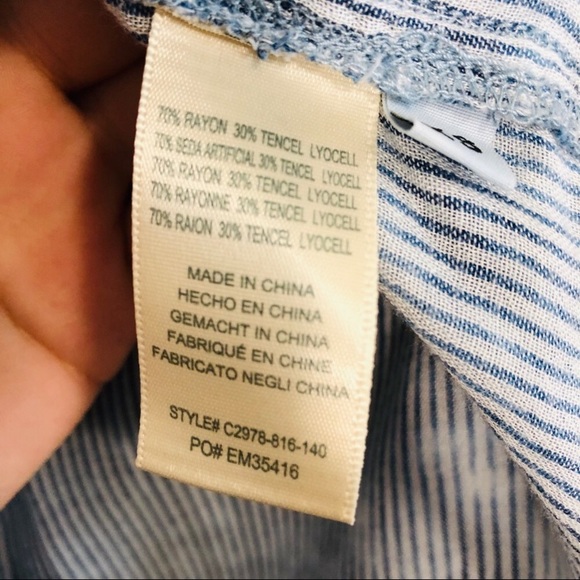 70% RAYON 30% TENCEL LYOCELL
70% SEDA ARTIFICIAL 30% TENCEL LYOCELL
70% RAYON 30% TENCEL LYOCELL
70% RAYONNE 30% TENCEL LYOCELL
70% RAION 30% TENCEL LYOCELL
MADE IN CHINA
HECHO EN CHINA
GEMACHT IN CHINA
FABRIQUÉ EN CHINE
FABRICATO NEGLI CHINA
STYLE# C2978-816-140
PO# EM35416